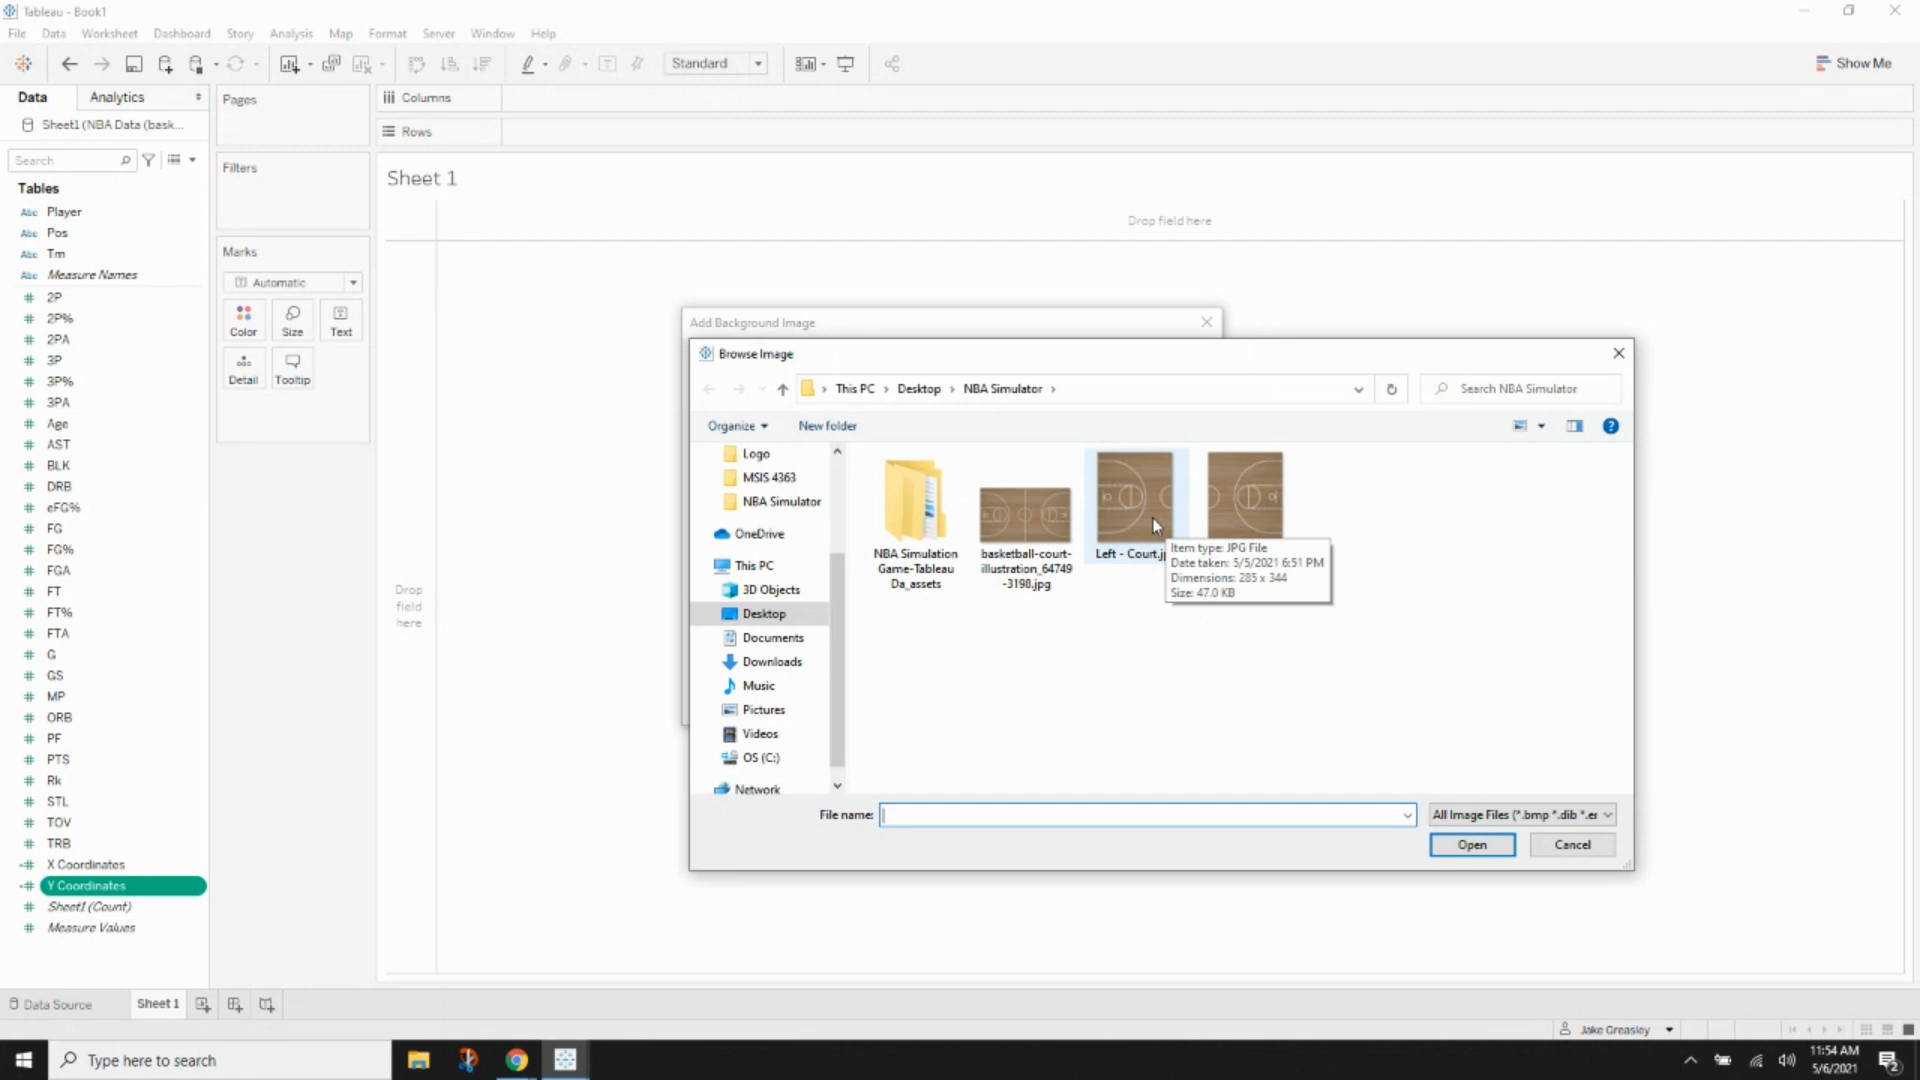 Tableau - Book1
File Data Worksheet Dashboard Story Analysis Map Format Server Window Help
Standard
Show Me
Data Analytics
Sheet1 (NBA Data (bask...
Search
Tables
Abc Player
Abc Pos
Abc Tm
Abc Measure Names
# 2P
# 2P%
# 2PA
# 3P
# 3P%
# 3PA
# Age
# AST
# BLK
# DRB
# eFG%
# FG
# FG%
# FGA
# FT
# FT%
# FTA
# G
# GS
# MP
# ORB
# PF
# PTS
# Rk
# STL
# TOV
# TRB
# X Coordinates
# Y Coordinates
# Sheet1 (Count)
# Measure Values
Pages
Filters
Marks
Automatic
Color Size Text
Detail Tooltip
Columns
Rows
Sheet 1
Drop field here
Drop
field
here
Add Background Image
Browse Image
This PC Desktop NBA Simulator
Search NBA Simulator
Organize New folder
Logo
MSIS 4363
NBA Simulator
OneDrive
This PC
3D Objects
Desktop
Documents
Downloads
Music
Pictures
Videos
OS (C:)
Network
NBA Simulation
Game-Tableau
Da_assets
basketball-court-
illustration_64749
-3198.jpg
Left - Court.j
Item type: JPG File
Date taken: 5/5/2021 6:51 PM
Dimensions: 285 x 344
Size: 47.0 KB
File name:
All Image Files (*.bmp *.dib *.er
Open Cancel
Data Source Sheet 1
Jake Greasley
Type here to search
11:54 AM
5/6/2021
2